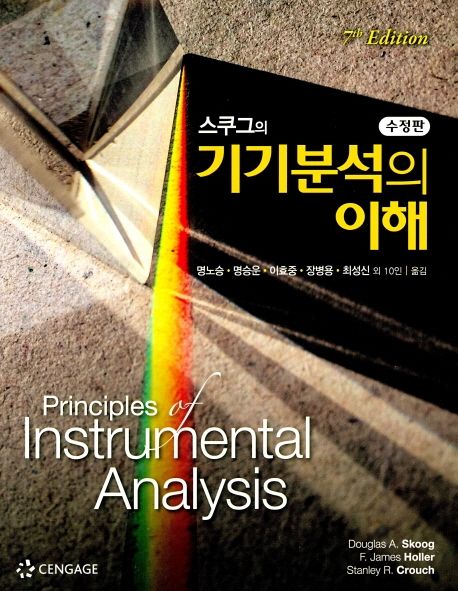 7th Edition
스쿠그의
수정판
기기분석의
이해
명노승 • 명승운 • 이효중 • 장병용 • 최성신 외 10인 | 옮김
Principles of
Instrumental
Analysis
Douglas A. Skoog
F. James Holler
Stanley R. Crouch
CENGAGE